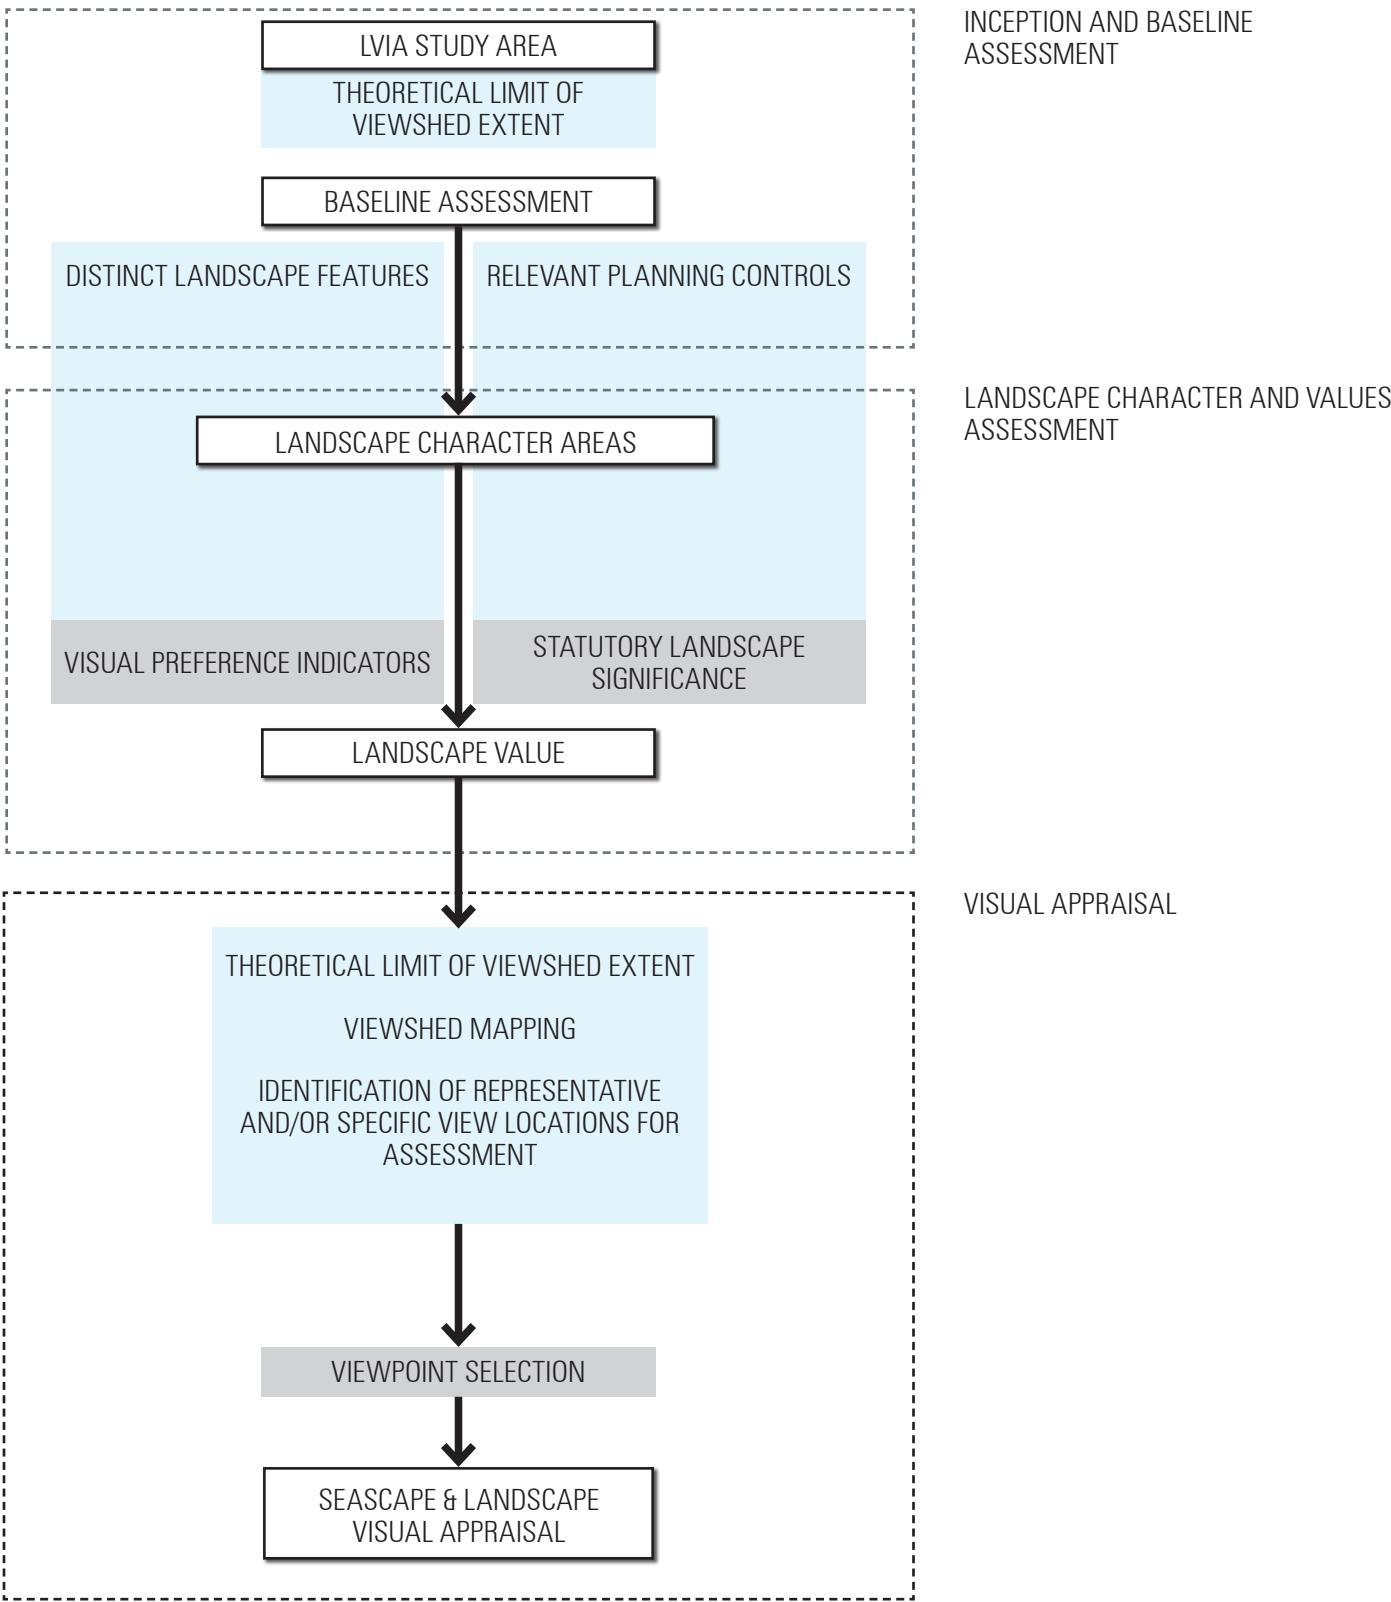 INCEPTION AND BASELINE
ASSESSMENT
LVIA STUDY AREA
THEORETICAL LIMIT OF
VIEWSHED EXTENT
BASELINE ASSESSMENT
DISTINCT LANDSCAPE FEATURES
RELEVANT PLANNING CONTROLS
LANDSCAPE CHARACTER AND VALUES
ASSESSMENT
LANDSCAPE CHARACTER AREAS
VISUAL PREFERENCE INDICATORS
STATUTORY LANDSCAPE
SIGNIFICANCE
LANDSCAPE VALUE
VISUAL APPRAISAL
THEORETICAL LIMIT OF VIEWSHED EXTENT
VIEWSHED MAPPING
IDENTIFICATION OF REPRESENTATIVE
AND/OR SPECIFIC VIEW LOCATIONS FOR
ASSESSMENT
VIEWPOINT SELECTION
SEASCAPE & LANDSCAPE
VISUAL APPRAISAL